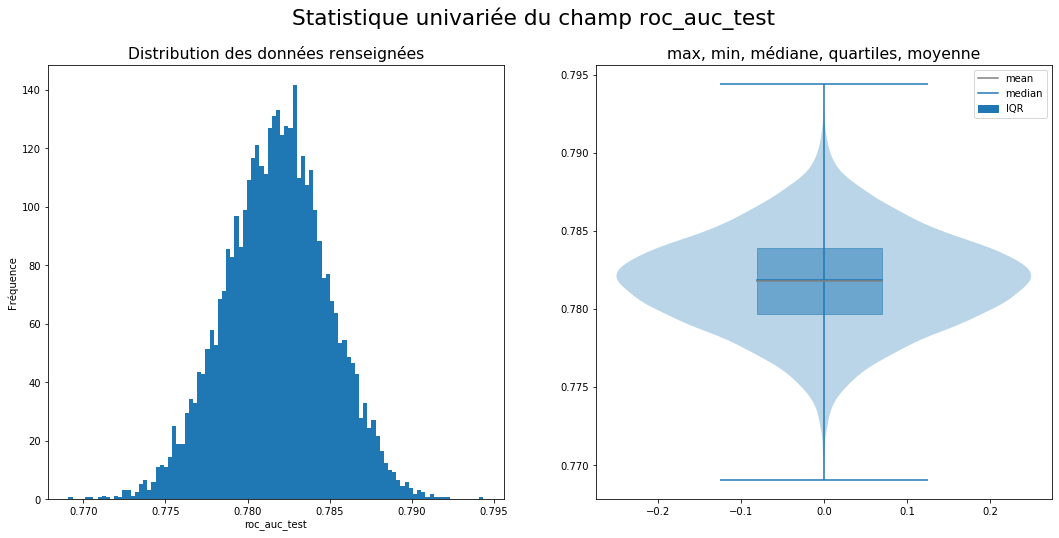 Statistique univariée du champ roc_auc_test
Distribution des données renseignées
140
120
100
80
60
40
20
0
Fréquence
0.770 0.775 0.780 0.785 0.790 0.795
roc_auc_test
max, min, médiane, quartiles, moyenne
0.795
0.790
0.785
0.780
0.775
0.770
mean
median
IQR
−0.2 −0.1 0.0 0.1 0.2